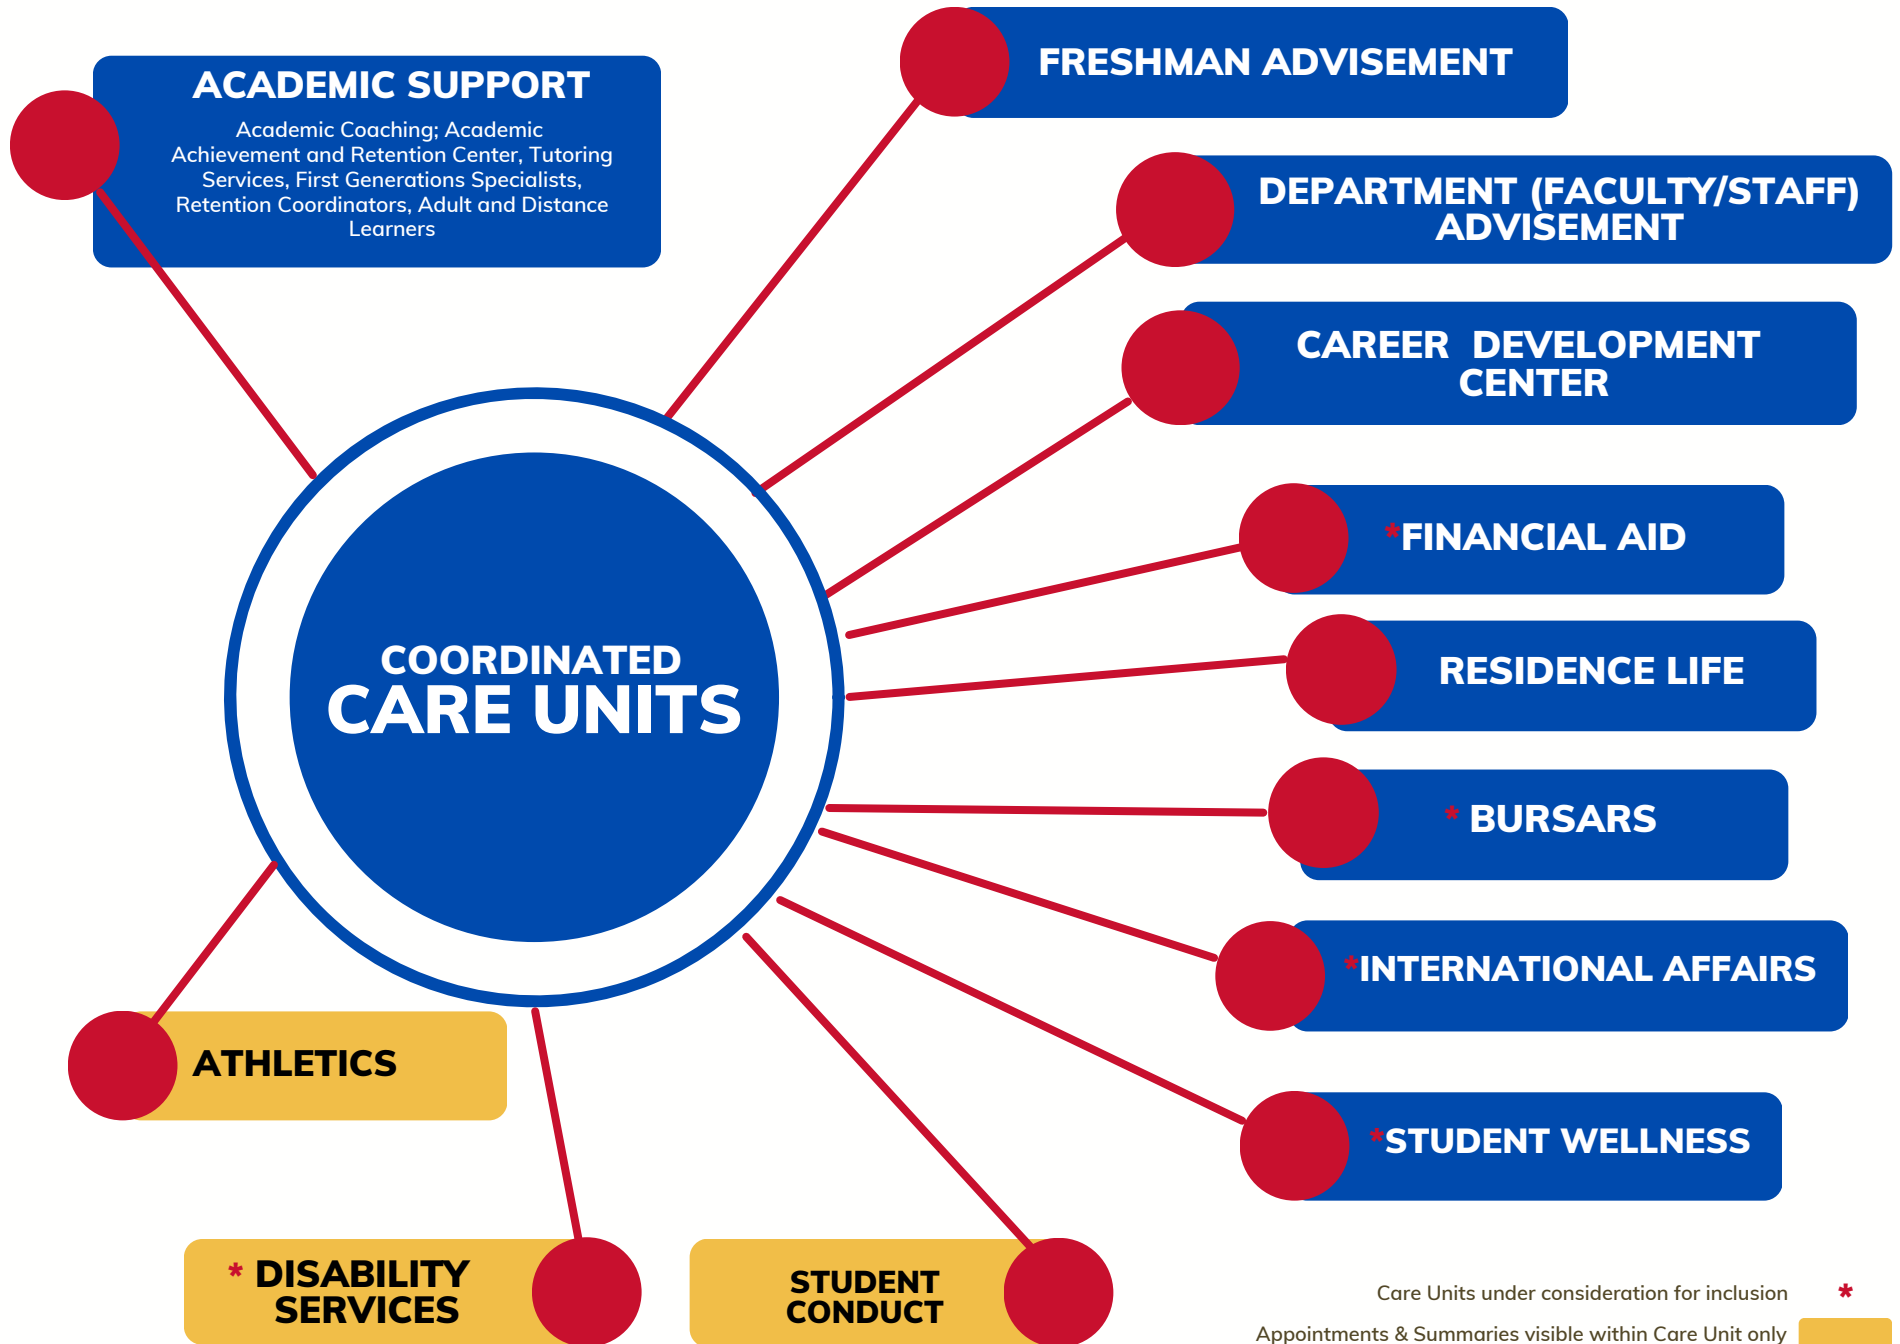 ACADEMIC SUPPORT
Academic Coaching; Academic
Achievement and Retention Center, Tutoring
Services, First Generations Specialists,
Retention Coordinators, Adult and Distance
Learners
FRESHMAN ADVISEMENT
DEPARTMENT (FACULTY/STAFF)
ADVISEMENT
CAREER DEVELOPMENT
CENTER
*FINANCIAL AID
RESIDENCE LIFE
* BURSARS
*INTERNATIONAL AFFAIRS
*STUDENT WELLNESS
COORDINATED
CARE UNITS
ATHLETICS
* DISABILITY
SERVICES
STUDENT
CONDUCT
Care Units under consideration for inclusion *
Appointments & Summaries visible within Care Unit only